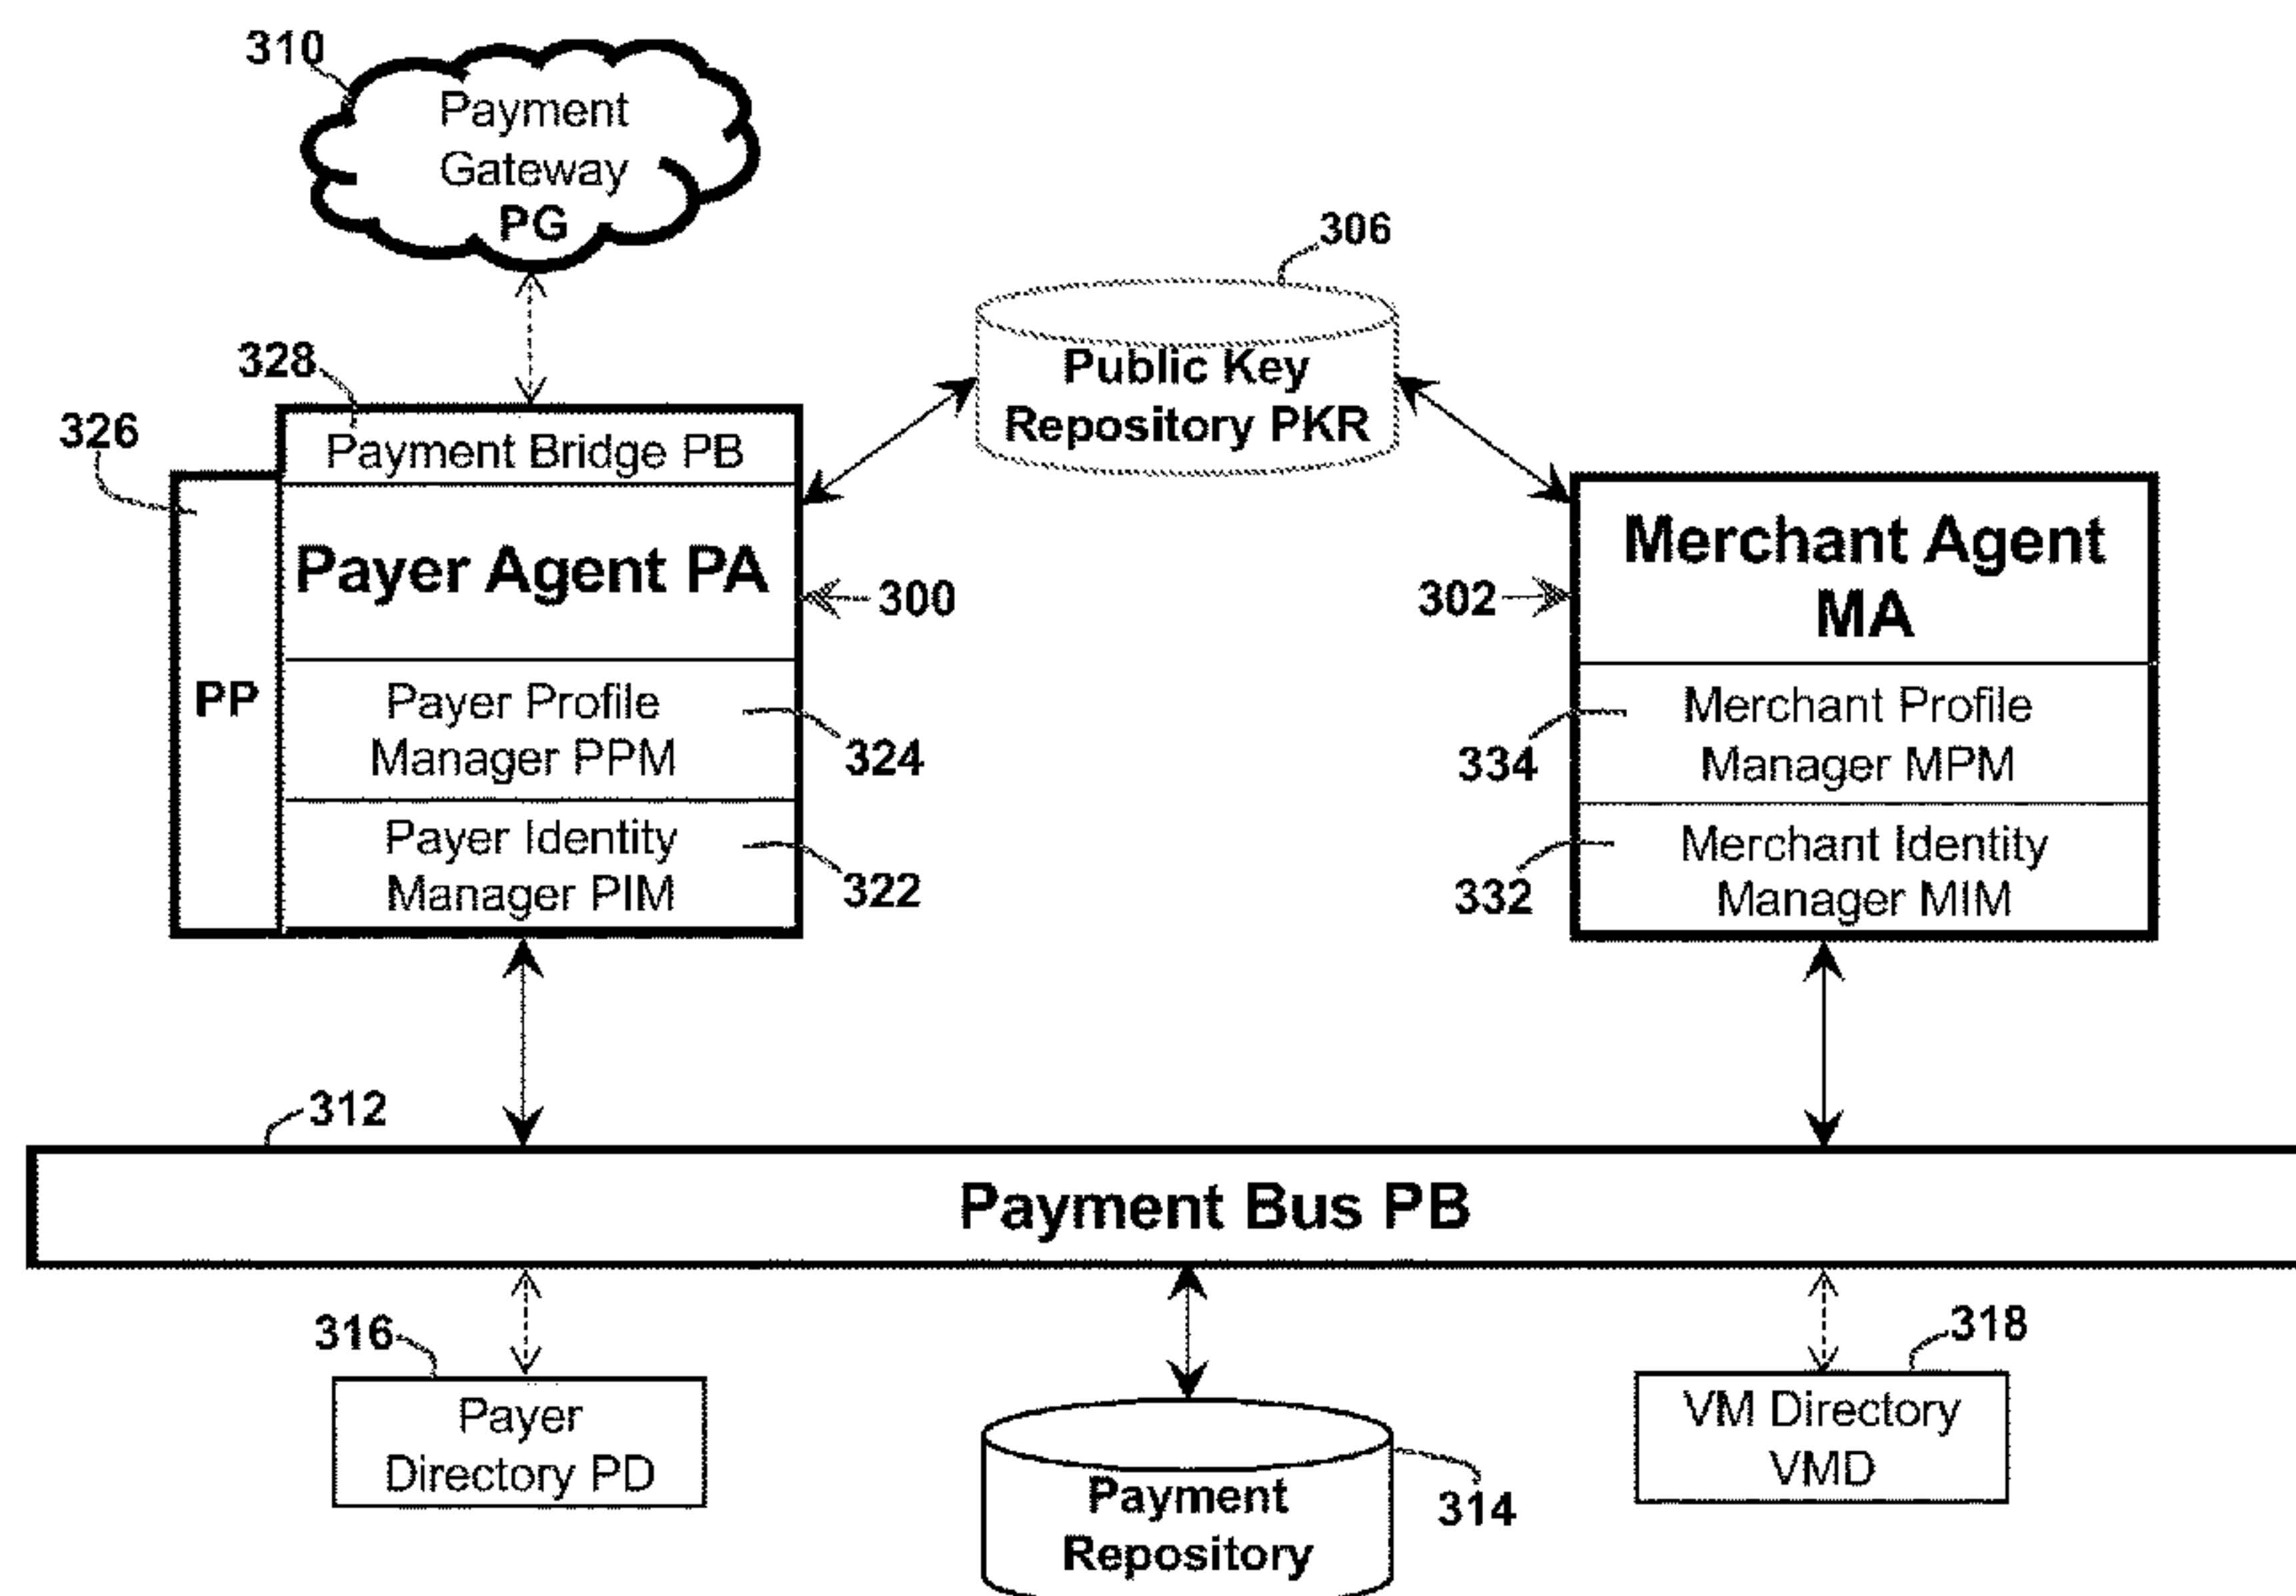 310
Payment
Gateway
PG
306
328
Public Key
Repository PKR
326
Payment Bridge PB
Payer Agent PA
300
302
Merchant Agent
MA
PP
Payer Profile
Manager PPM
324
334
Merchant Profile
Manager MPM
Payer Identity
Manager PIM
322
332
Merchant Identity
Manager MIM
312
Payment Bus PB
316
318
Payer
Directory PD
VM Directory
VMD
Payment
Repository
314